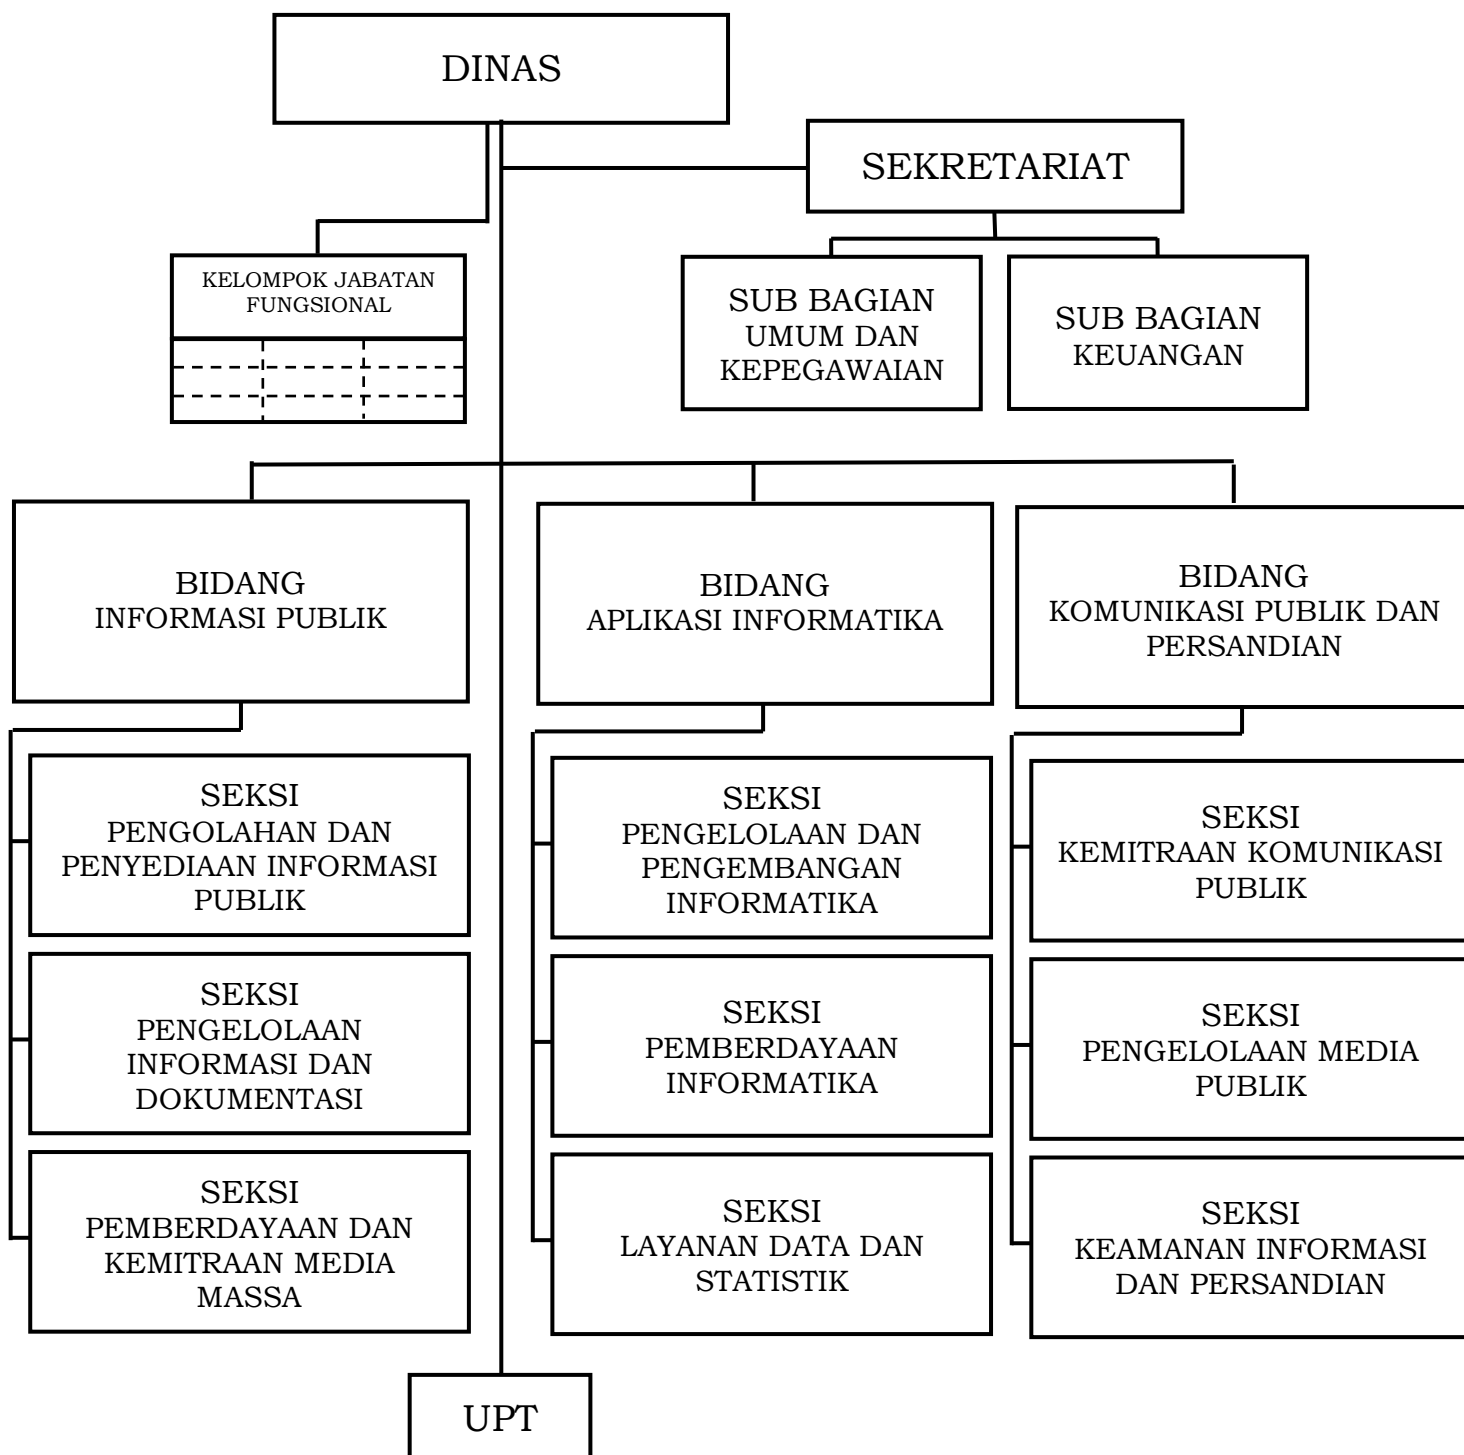 DINAS
SEKRETARIAT
KELOMPOK JABATAN
FUNGSIONAL
SUB BAGIAN
UMUM DAN
KEPEGAWAIAN
SUB BAGIAN
KEUANGAN
BIDANG
INFORMASI PUBLIK
BIDANG
APLIKASI INFORMATIKA
BIDANG
KOMUNIKASI PUBLIK DAN
PERSANDIAN
SEKSI
PENGOLAHAN DAN
PENYEDIAAN INFORMASI
PUBLIK
SEKSI
PENGELOLAAN
INFORMASI DAN
DOKUMENTASI
SEKSI
PEMBERDAYAAN DAN
KEMITRAAN MEDIA
MASSA
SEKSI
PENGELOLAAN DAN
PENGEMBANGAN
INFORMATIKA
SEKSI
PEMBERDAYAAN
INFORMATIKA
SEKSI
LAYANAN DATA DAN
STATISTIK
SEKSI
KEMITRAAN KOMUNIKASI
PUBLIK
SEKSI
PENGELOLAAN MEDIA
PUBLIK
SEKSI
KEAMANAN INFORMASI
DAN PERSANDIAN
UPT